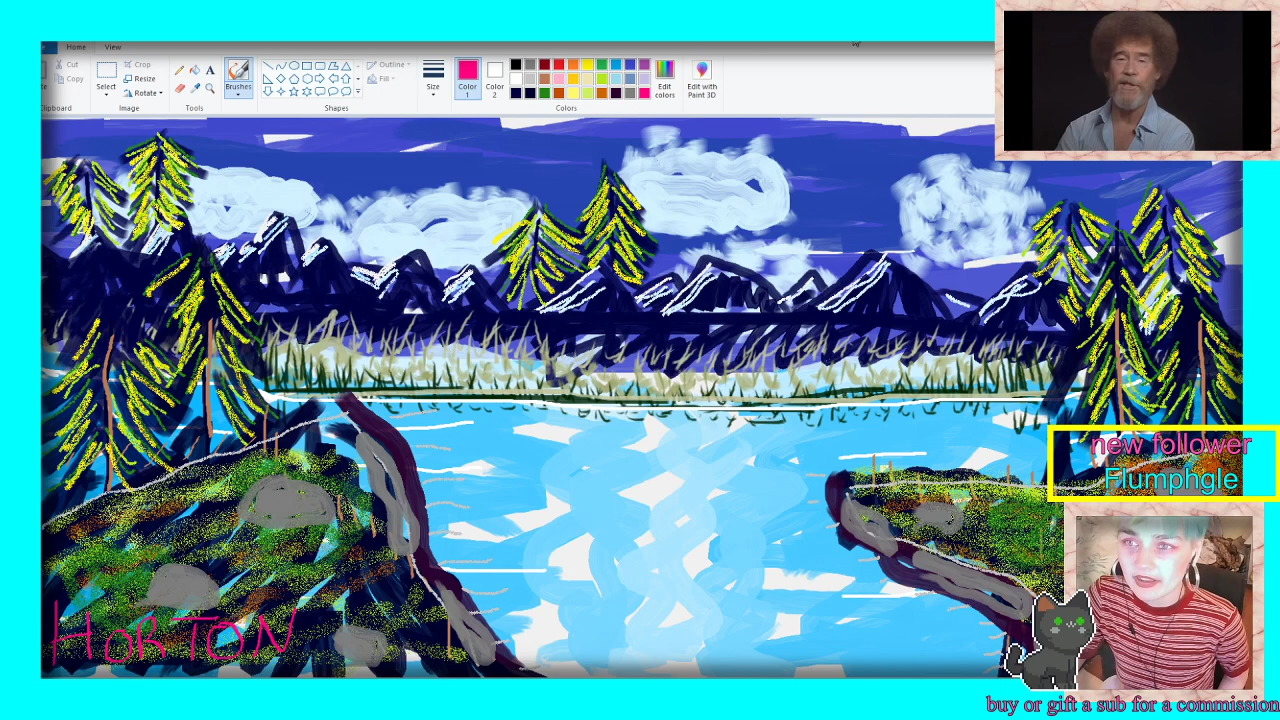 Home View
Cut
Copy
Clipboard
Select
Crop
Resize
Rotate
Image
A
Tools
Brushes
Outline
Fill
Shapes
Size
Color
1
Color
2
Edit
colors
Colors
Edit with
Paint 3D
new follower
Flumphgle
HORTON
buy or gift a sub for a commission